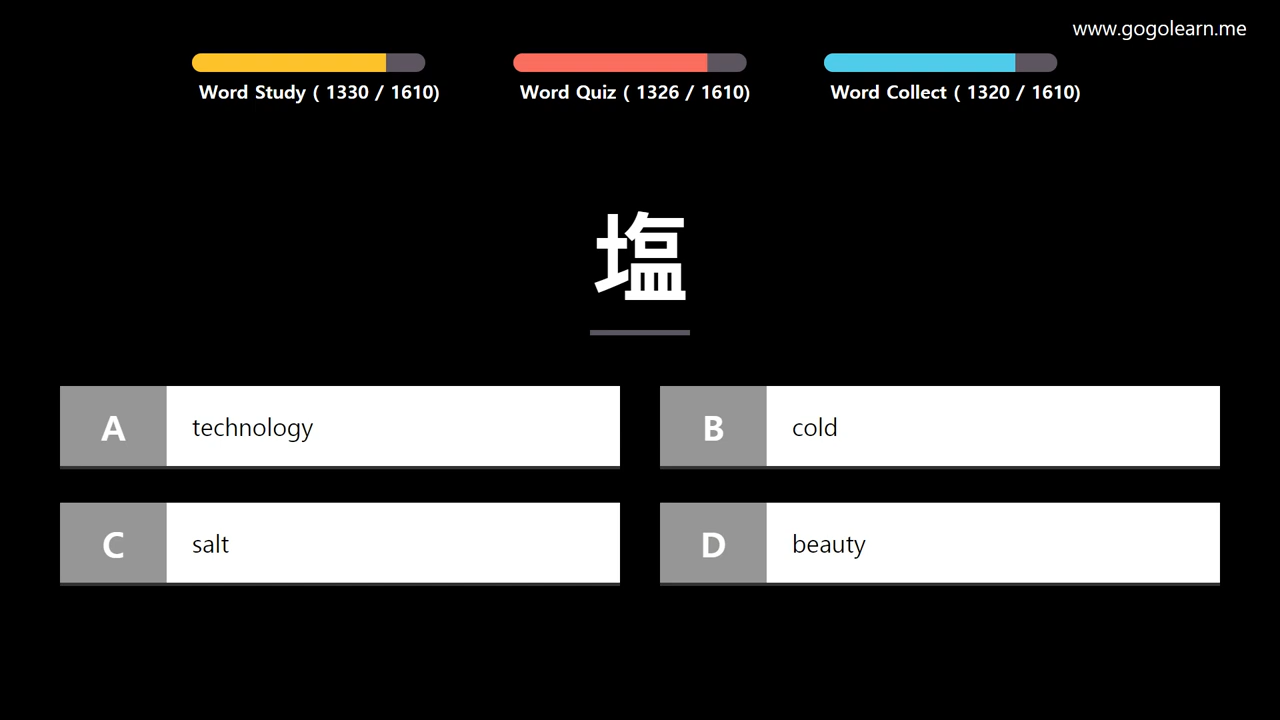 www.gogolearn.me
Word Study ( 1330 / 1610)
Word Quiz ( 1326 / 1610)
Word Collect ( 1320 / 1610)
塩
A technology
B cold
C salt
D beauty